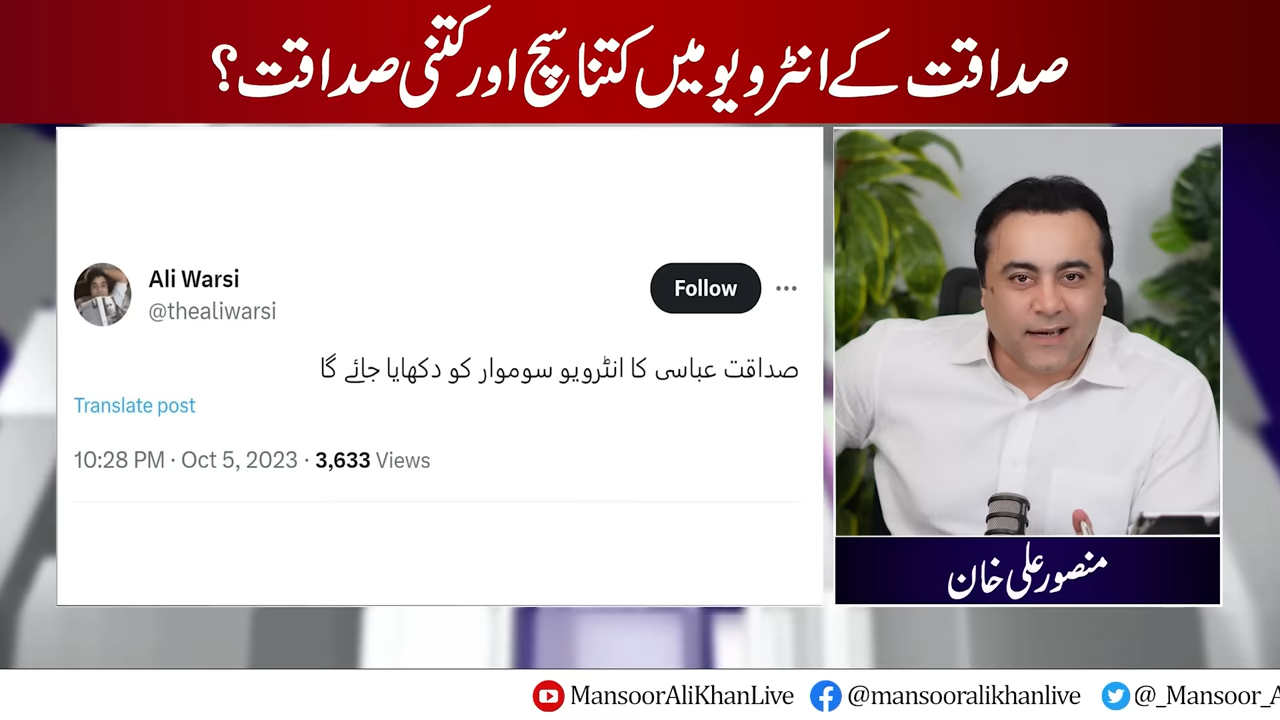 صداقت کے انٹرویو میں کتنا سچ اور کتنی صداقت؟
Ali Warsi
@thealiwarsi
Follow
صداقت عباسی کا انٹرویو سوموار کو دکھایا جائے گا
Translate post
10:28 PM · Oct 5, 2023 · 3,633 Views
منصور علی خان
MansoorAliKhanLive @mansooralikhanlive @_Mansoor_A